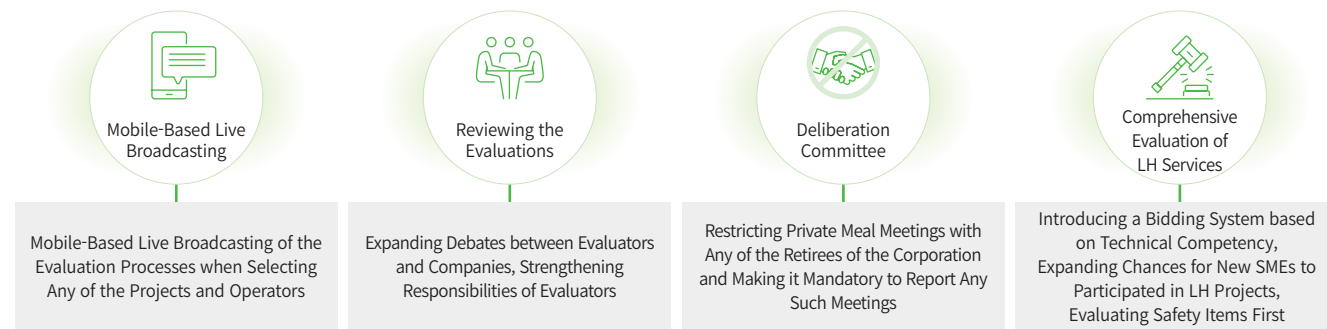 Mobile-Based Live
Broadcasting
Mobile-Based Live Broadcasting of the
Evaluation Processes when Selecting
Any of the Projects and Operators
Reviewing the
Evaluations
Expanding Debates between Evaluators
and Companies, Strengthening
Responsibilities of Evaluators
Deliberation
Committee
Restricting Private Meal Meetings with
Any of the Retirees of the Corporation
and Making it Mandatory to Report Any
Such Meetings
Comprehensive
Evaluation of
LH Services
Introducing a Bidding System based
on Technical Competency,
Expanding Chances for New SMEs to
Participated in LH Projects,
Evaluating Safety Items First